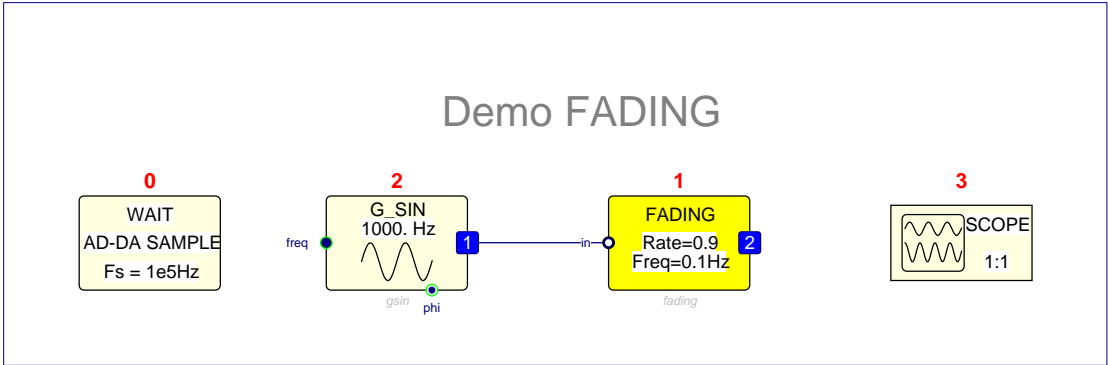 Demo FADING
0
WAIT
AD-DA SAMPLE
Fs = 1e5Hz
2
G_SIN
1000. Hz
freq
1
gsin
phi
1
FADING
in
Rate=0.9
Freq=0.1Hz
2
fading
3
SCOPE
1:1